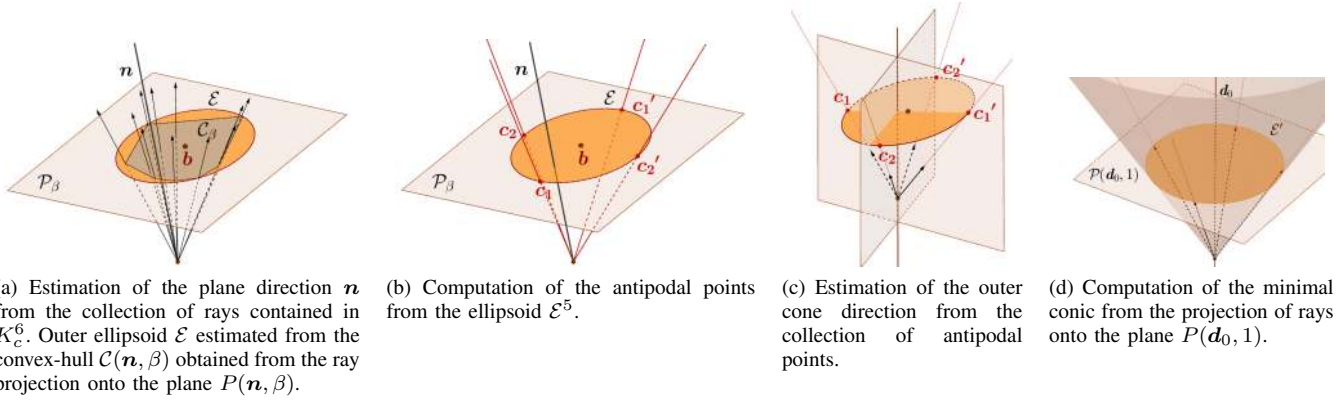 n
ℰ
𝒞β
b
𝒫β
n
ℰ
c1'
c2
b
c2'
c1
𝒫β
c2'
c1
c1'
c2
d0
ℰ'
𝒫(d0, 1)
(a) Estimation of the plane direction n
from the collection of rays contained in
K_c^6. Outer ellipsoid ℰ estimated from the
convex-hull 𝒞(n, β) obtained from the ray
projection onto the plane P(n, β).
(b) Computation of the antipodal points
from the ellipsoid ℰ^5.
(c) Estimation of the outer
cone direction from the
collection of antipodal
points.
(d) Computation of the minimal
conic from the projection of rays
onto the plane P(d0, 1).